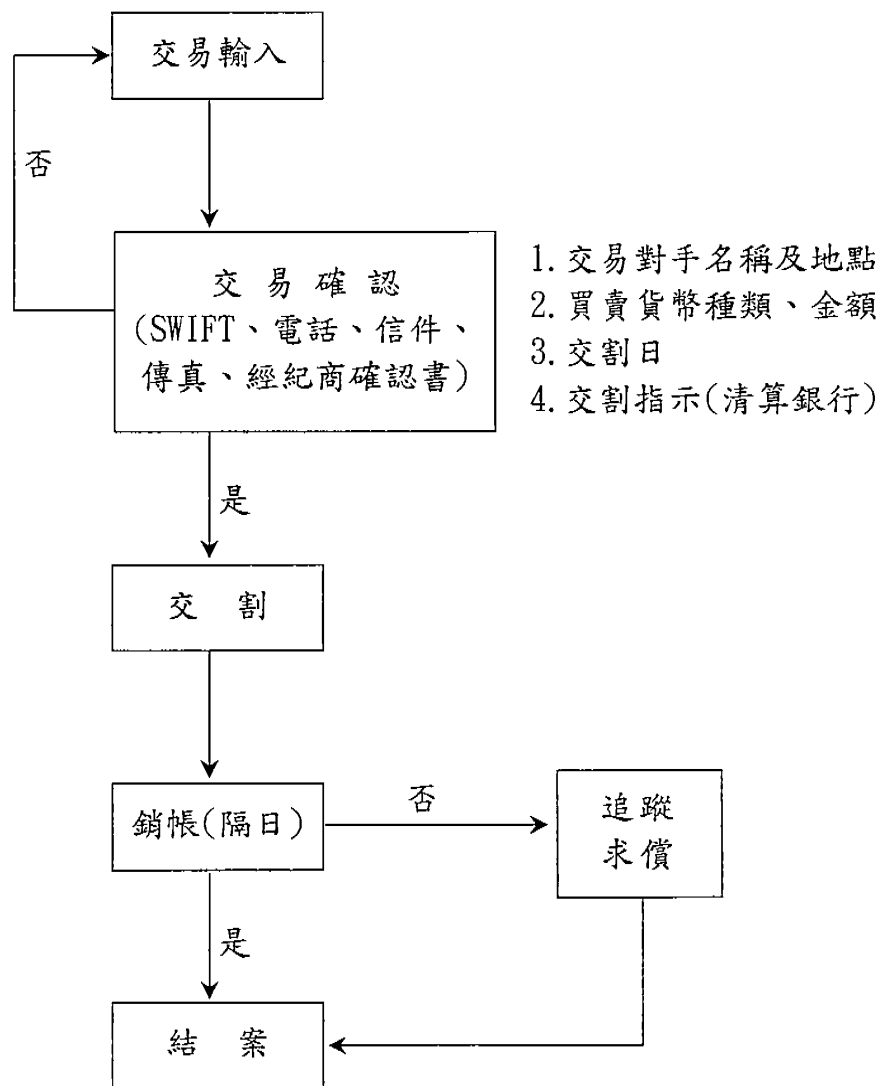 交易輸入
否
交易確認
(SWIFT、電話、信件、
傳真、經紀商確認書)
1.交易對手名稱及地點
2.買賣貨幣種類、金額
3.交割日
4.交割指示(清算銀行)
是
交割
銷帳(隔日)
否
追蹤
求償
是
結案